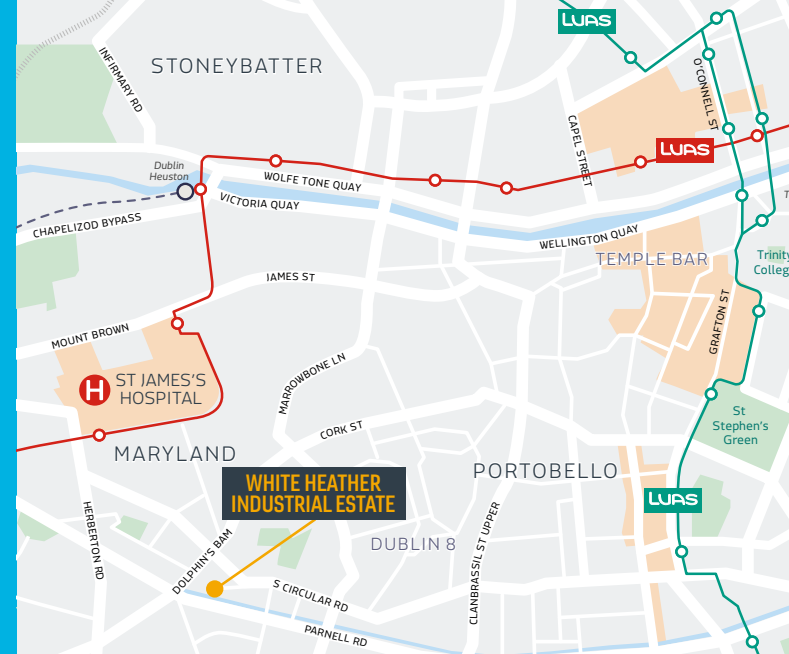 LUAS
INFIRMARY RD
STONEYBATTER
O'CONNELL ST
CAPEL STREET
LUAS
Dublin
Heuston
WOLFE TONE QUAY
VICTORIA QUAY
CHAPELIZOD BYPASS
WELLINGTON QUAY
TEMPLE BAR
Trinity
Colleg
JAMES ST
GRAFTON ST
MOUNT BROWN
H
ST JAMES'S
HOSPITAL
MARROWBONE LN
St
Stephen's
Green
CORK ST
MARYLAND
PORTOBELLO
WHITE HEATHER
INDUSTRIAL ESTATE
LUAS
HERBERTON RD
DOLPHIN'S BAM
DUBLIN 8
CLANBRASSIL ST UPPER
S CIRCULAR RD
PARNELL RD